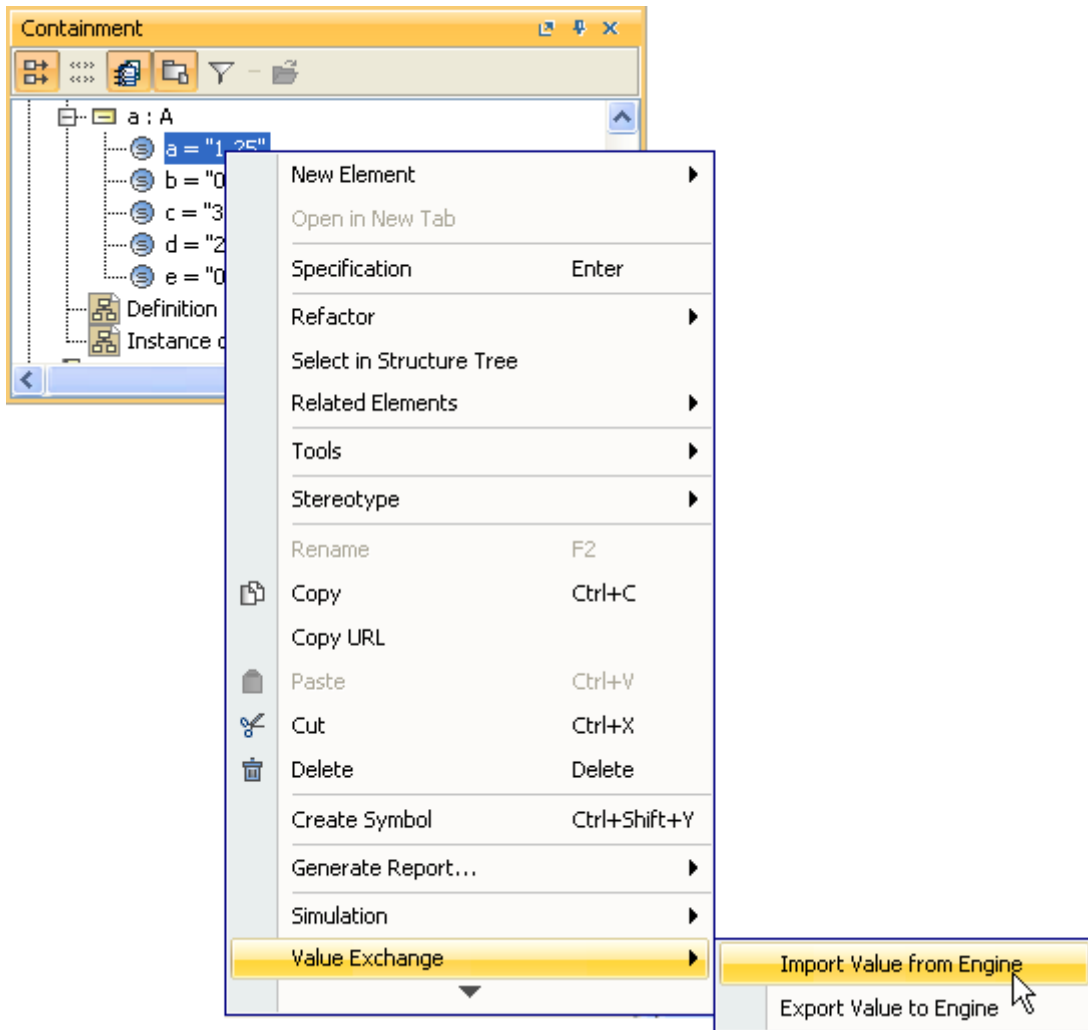 Containment
a : A
a = "1.25"
b = "0
c = "3
d = "2
e = "0
Definition
Instance
New Element
Open in New Tab
Specification Enter
Refactor
Select in Structure Tree
Related Elements
Tools
Stereotype
Rename F2
Copy Ctrl+C
Copy URL
Paste Ctrl+V
Cut Ctrl+X
Delete Delete
Create Symbol Ctrl+Shift+Y
Generate Report...
Simulation
Value Exchange
Import Value from Engine
Export Value to Engine